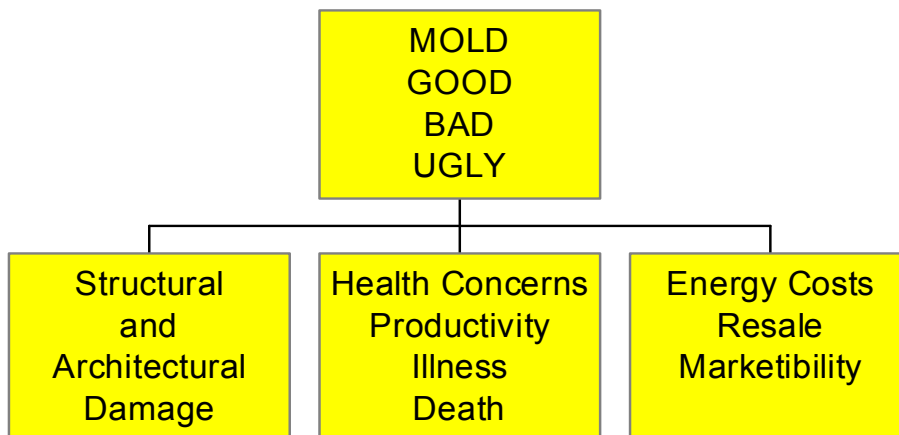 MOLD
GOOD
BAD
UGLY
Structural
and
Architectural
Damage
Health Concerns
Productivity
Illness
Death
Energy Costs
Resale
Marketibility